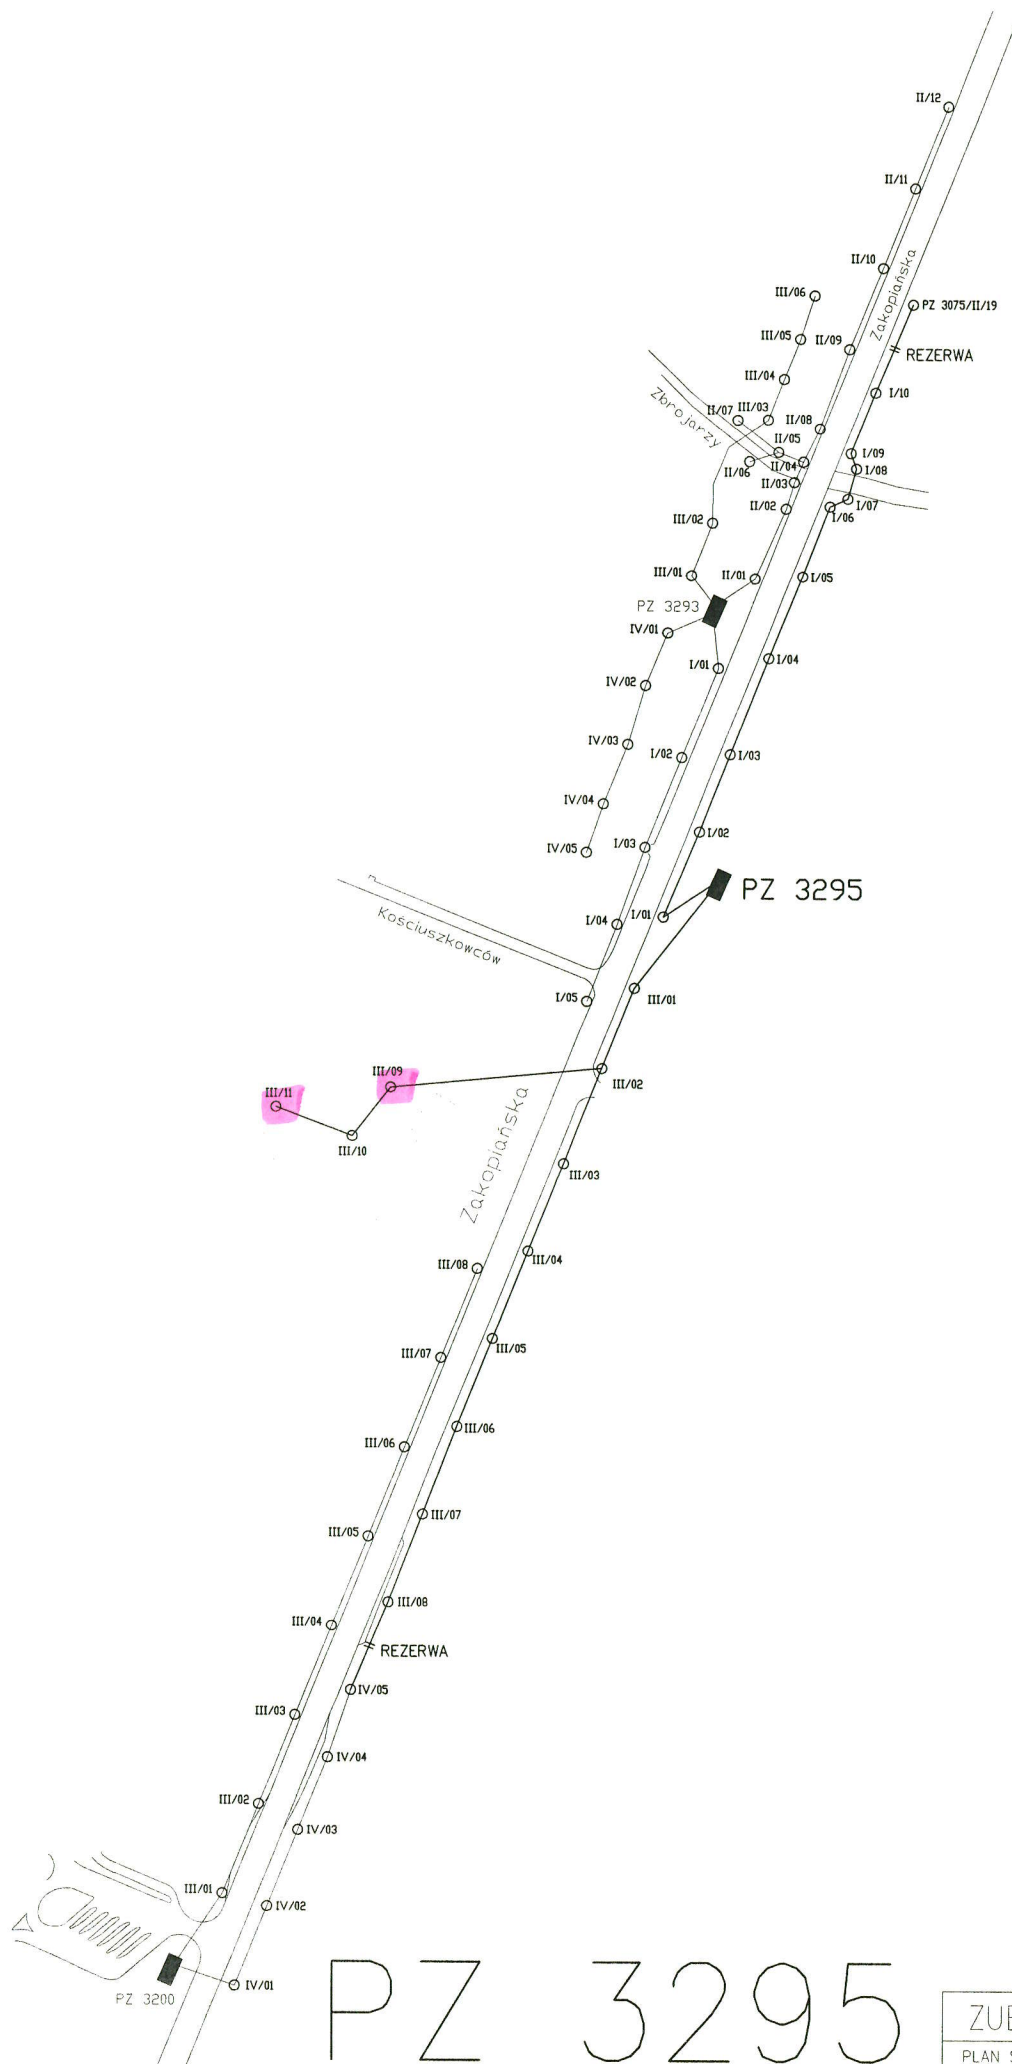 II/12
II/11
II/10
Zakopiańska
III/06
PZ 3075/II/19
III/05
II/09
REZERWA
III/04
I/10
Zbrojarzy
II/07
III/03
II/08
II/05
I/09
II/06
II/04
I/08
II/03
I/07
II/02
I/06
III/02
III/01
II/01
I/05
PZ 3293
IV/01
I/04
I/01
IV/02
IV/03
I/02
I/03
IV/04
I/02
I/03
IV/05
PZ 3295
Kościuszkowców
I/04
I/01
I/05
III/01
III/09
III/02
III/11
Zakopiańska
III/10
III/03
III/04
III/08
III/05
III/07
III/06
III/06
III/07
III/05
III/08
III/04
REZERWA
IV/05
III/03
IV/04
III/02
IV/03
III/01
IV/02
IV/01
PZ 3200
PZ 3295
ZUE
PLAN S